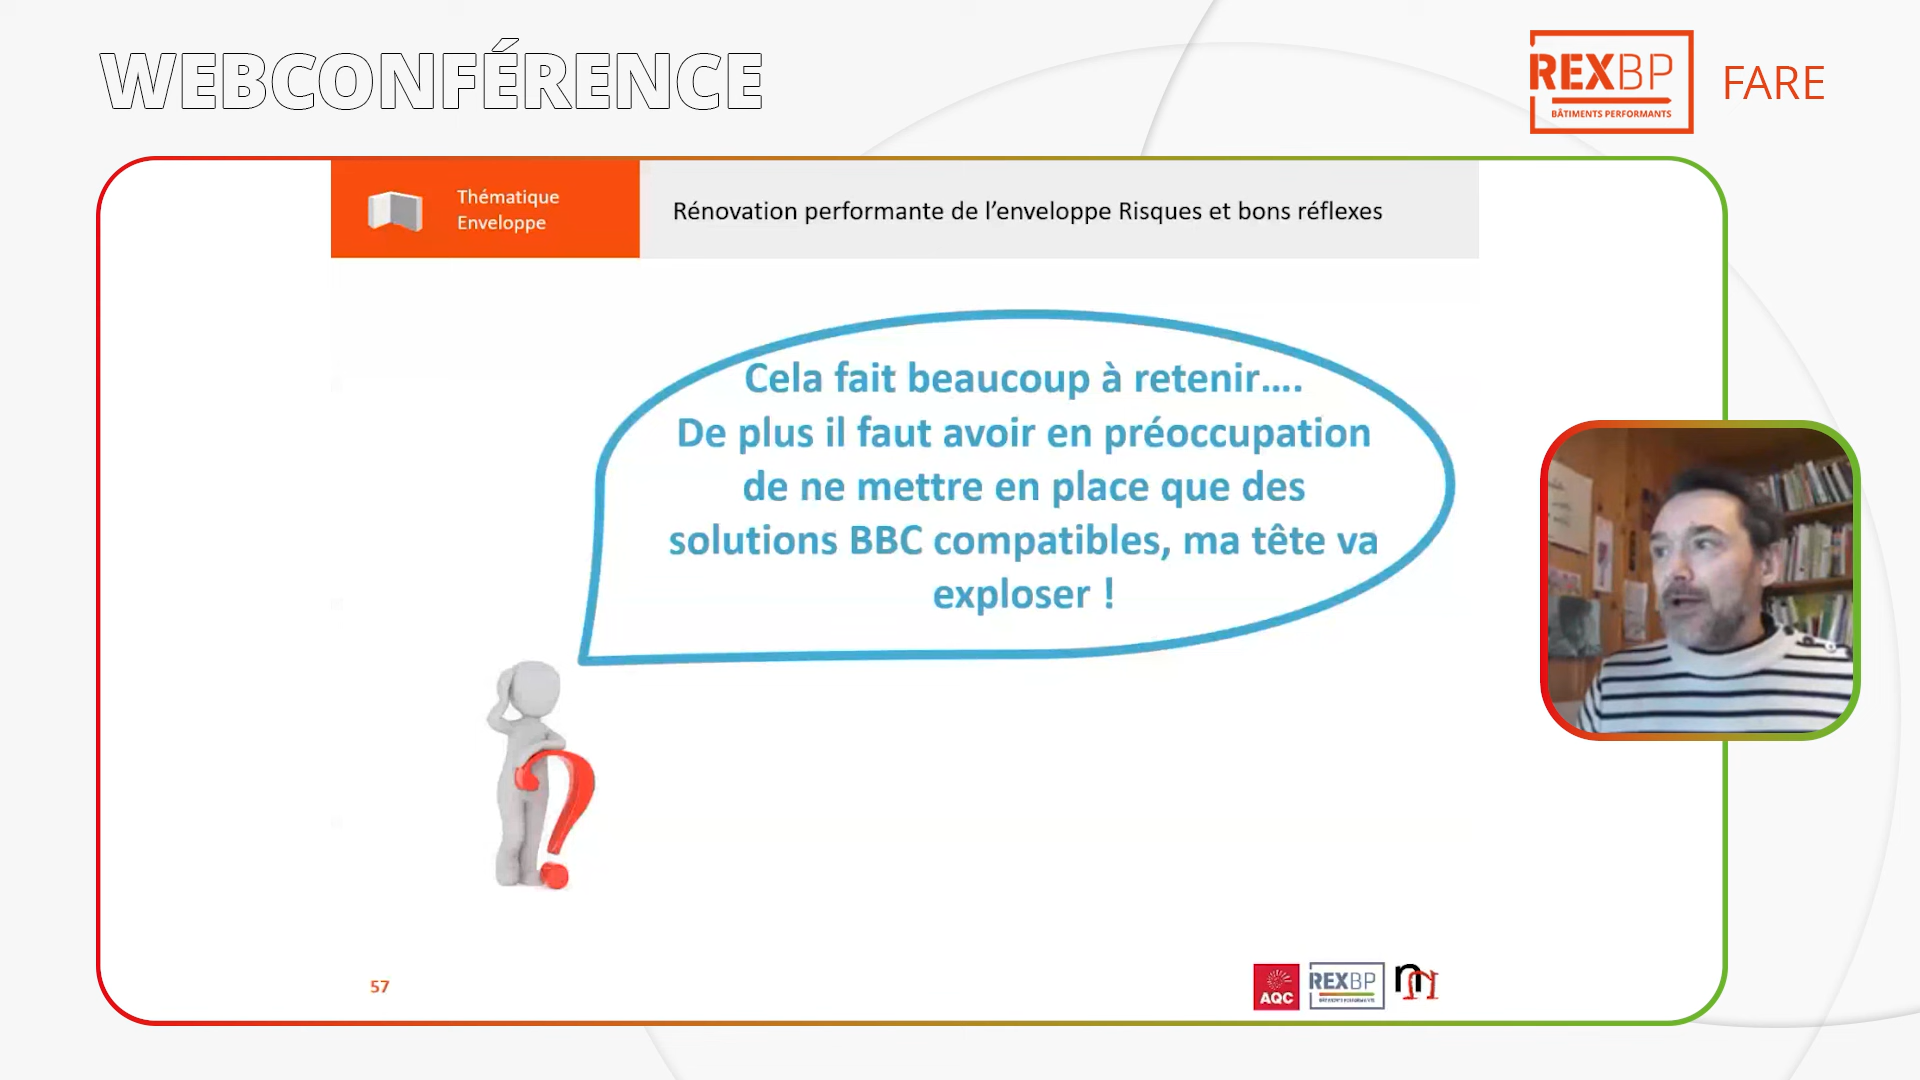 WEBCONFÉRENCE
REXBP
BÂTIMENTS PERFORMANTS
FARE
Thématique
Enveloppe
Rénovation performante de l’enveloppe Risques et bons réflexes
Cela fait beaucoup à retenir....
De plus il faut avoir en préoccupation
de ne mettre en place que des
solutions BBC compatibles, ma tête va
exploser !
57
AQC
REXBP
BÂTIMENTS PERFORMANTS